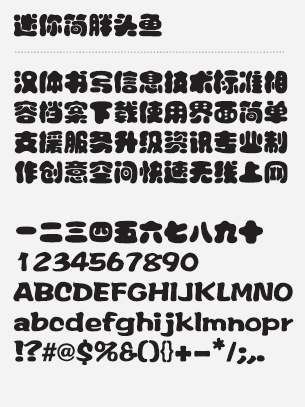 迷你简胖头鱼
汉体书写信息技术标准相
容档案下载使用界面简单
支援服务升级资讯专业制
作创意空间快速无线上网
一二三四五六七八九十
1234567890
ABCDEFGHIJKLMNO
abcdefghijklmnopr
!?#@$%&(){}+-*/;,.